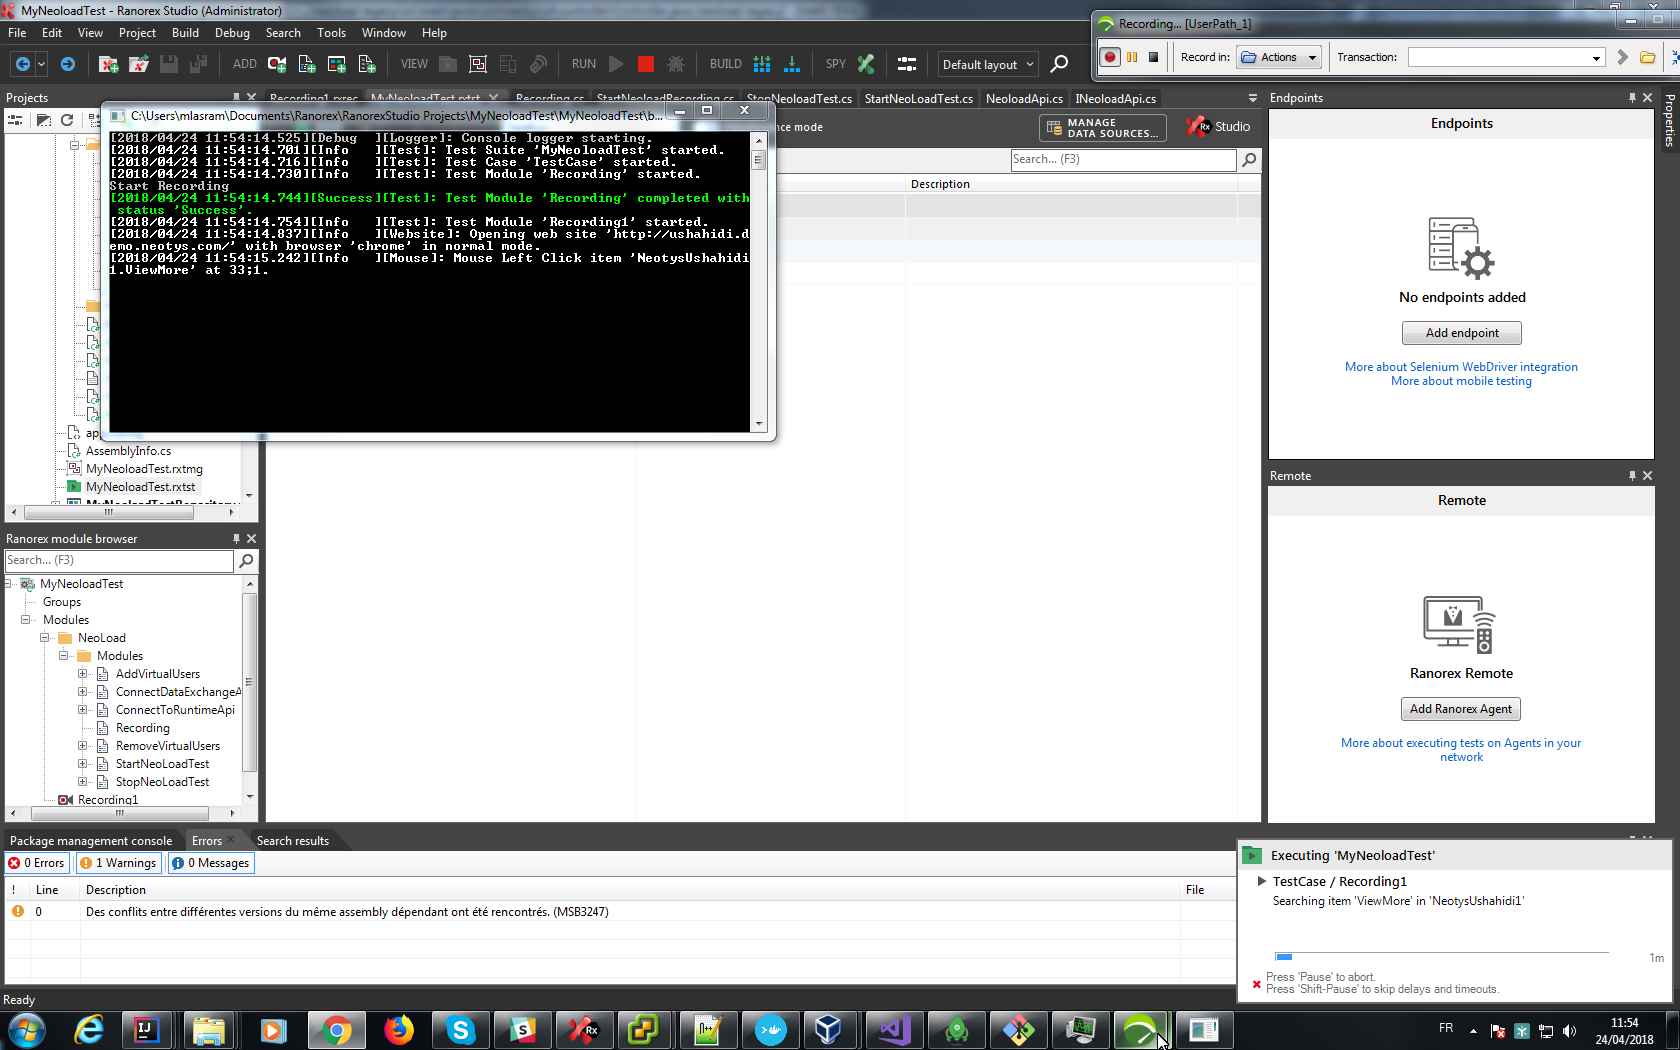 MyNeoloadTest - Ranorex Studio (Administrator)
File Edit View Project Build Debug Search Tools Window Help
ADD VIEW RUN BUILD SPY Default layout
Recording... [UserPath_1]
Record in: Actions Transaction:
Projects
Recording1.rxrec MyNeoloadTest.rxtst Recording.cs StartNeoloadRecording.cs StopNeoloadTest.cs StartNeoLoadTest.cs NeoloadApi.cs INeoloadApi.cs
C:\Users\mlasram\Documents\Ranorex\RanorexStudio Projects\MyNeoloadTest\MyNeoloadTest\b...
[2018/04/24 11:54:14.525][Debug ][Logger]: Console logger starting.
[2018/04/24 11:54:14.701][Info ][Test]: Test Suite 'MyNeoloadTest' started.
[2018/04/24 11:54:14.716][Info ][Test]: Test Case 'TestCase' started.
[2018/04/24 11:54:14.730][Info ][Test]: Test Module 'Recording' started.
Start Recording
[2018/04/24 11:54:14.744][Success][Test]: Test Module 'Recording' completed with
status 'Success'.
[2018/04/24 11:54:14.754][Info ][Test]: Test Module 'Recording1' started.
[2018/04/24 11:54:14.837][Info ][Website]: Opening web site 'http://ushahidi.d
emo.neotys.com/' with browser 'chrome' in normal mode.
[2018/04/24 11:54:15.242][Info ][Mouse]: Mouse Left Click item 'NeotysUshahidi
1.ViewMore' at 33;1.
nce mode
MANAGE
DATA SOURCES...
Rx Studio
Search... (F3)
Description
app
AssemblyInfo.cs
MyNeoloadTest.rxtmg
MyNeoloadTest.rxtst
MyNeoloadTestRepository
Ranorex module browser
Search... (F3)
MyNeoloadTest
Groups
Modules
NeoLoad
Modules
AddVirtualUsers
ConnectDataExchangeA
ConnectToRuntimeApi
Recording
RemoveVirtualUsers
StartNeoLoadTest
StopNeoLoadTest
Recording1
Endpoints
Endpoints
No endpoints added
Add endpoint
More about Selenium WebDriver integration
More about mobile testing
Properties
Remote
Remote
Ranorex Remote
Add Ranorex Agent
More about executing tests on Agents in your
network
Package management console Errors Search results
0 Errors 1 Warnings 0 Messages
! Line Description File
0 Des conflits entre différentes versions du même assembly dépendant ont été rencontrés. (MSB3247)
Executing 'MyNeoloadTest'
TestCase / Recording1
Searching item 'ViewMore' in 'NeotysUshahidi1'
1m
Press 'Pause' to abort.
Press 'Shift-Pause' to skip delays and timeouts.
Ready
FR
11:54
24/04/2018